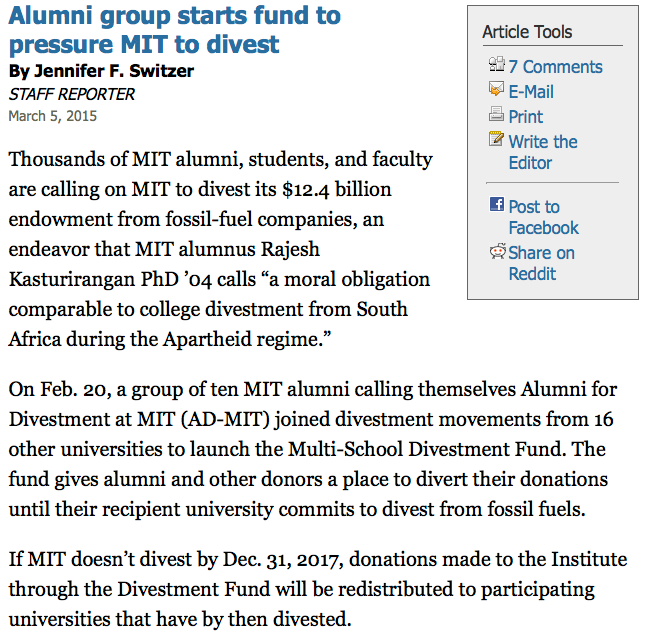 Alumni group starts fund to
pressure MIT to divest
By Jennifer F. Switzer
STAFF REPORTER
March 5, 2015
Article Tools
7 Comments
E-Mail
Print
Write the
Editor
Post to
Facebook
Share on
Reddit
Thousands of MIT alumni, students, and faculty
are calling on MIT to divest its $12.4 billion
endowment from fossil-fuel companies, an
endeavor that MIT alumnus Rajesh
Kasturirangan PhD ’04 calls “a moral obligation
comparable to college divestment from South
Africa during the Apartheid regime.”
On Feb. 20, a group of ten MIT alumni calling themselves Alumni for
Divestment at MIT (AD-MIT) joined divestment movements from 16
other universities to launch the Multi-School Divestment Fund. The
fund gives alumni and other donors a place to divert their donations
until their recipient university commits to divest from fossil fuels.
If MIT doesn’t divest by Dec. 31, 2017, donations made to the Institute
through the Divestment Fund will be redistributed to participating
universities that have by then divested.